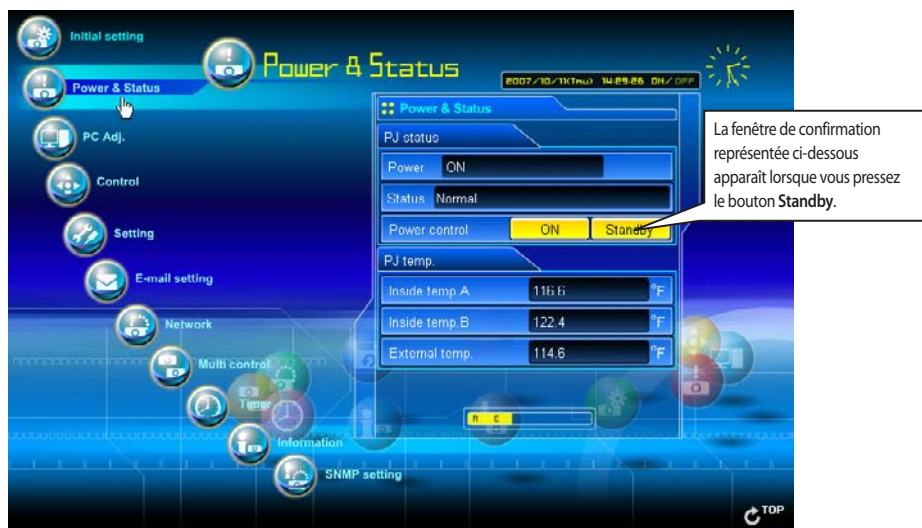 Initial setting
Power & Status
Power & Status
2007/10/11(Thu) 14:29:26 ON/OFF
Power & Status
PJ status
Power ON
Status Normal
Power control ON Standby
PJ temp.
Inside temp.A 116.6 °F
Inside temp.B 122.4 °F
External temp. 114.6 °F
R C
PC Adj.
Control
Setting
E-mail setting
Network
Multi control
Timer
Information
SNMP setting
TOP
La fenêtre de confirmation
représentée ci-dessous
apparaît lorsque vous pressez
le bouton Standby.